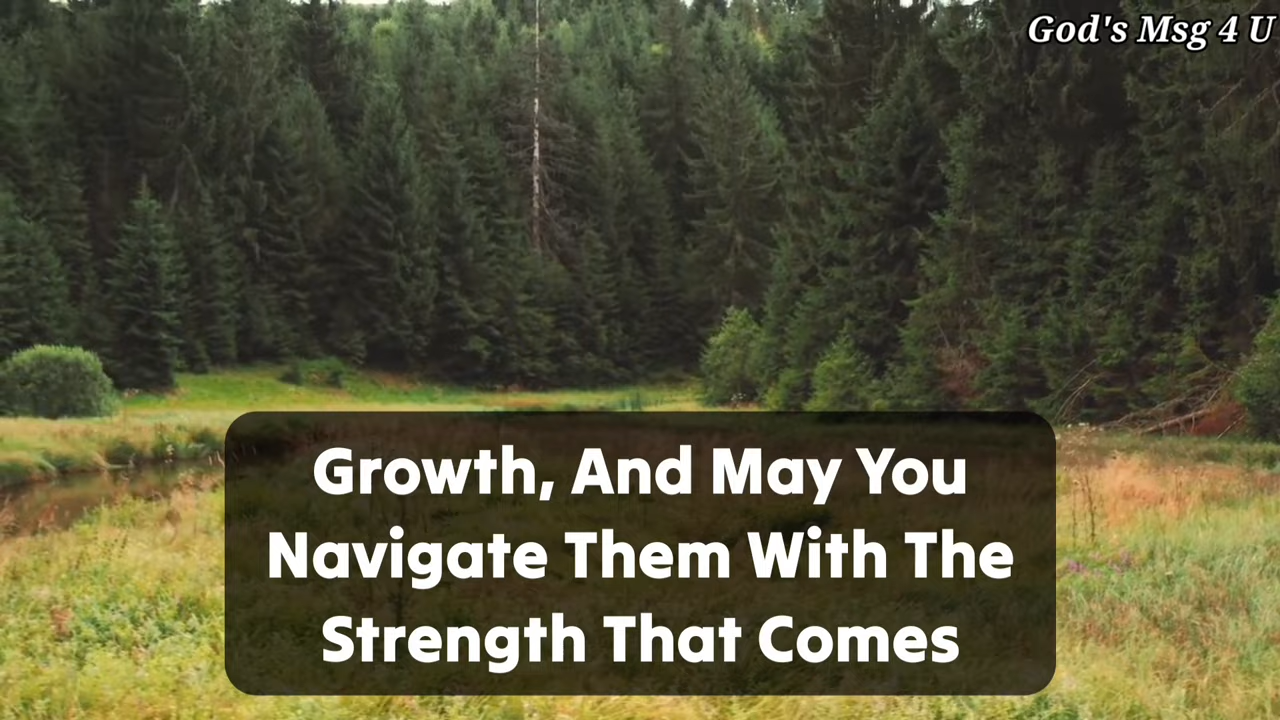 God's Msg 4 U
Growth, And May You
Navigate Them With The
Strength That Comes